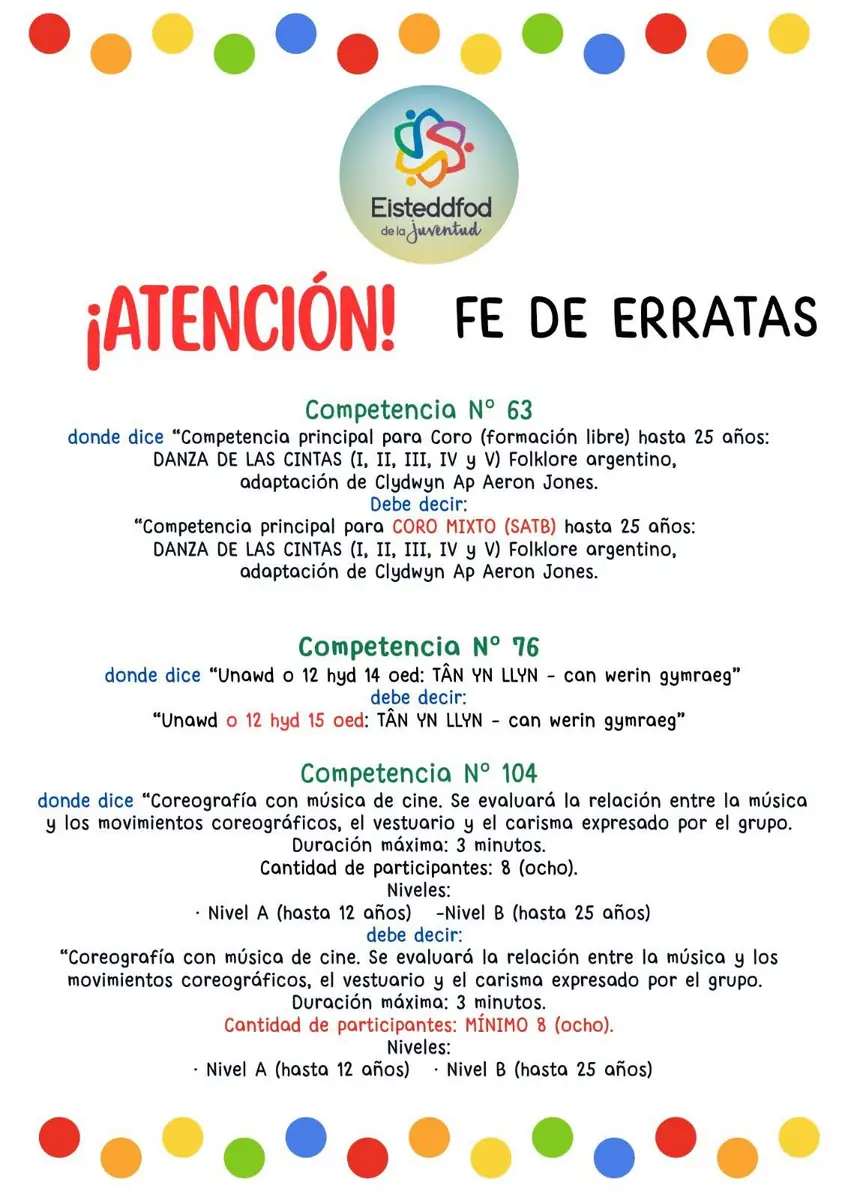 Eisteddfod
de la juventud
¡ATENCIÓN! FE DE ERRATAS
Competencia N° 63
donde dice “Competencia principal para Coro (formación libre) hasta 25 años:
DANZA DE LAS CINTAS (I, II, III, IV y V) Folklore argentino,
adaptación de Clydwyn Ap Aeron Jones.
Debe decir:
“Competencia principal para CORO MIXTO (SATB) hasta 25 años:
DANZA DE LAS CINTAS (I, II, III, IV y V) Folklore argentino,
adaptación de Clydwyn Ap Aeron Jones.
Competencia N° 76
donde dice “Unawd o 12 hyd 14 oed: TÂN YN LLYN - can werin gymraeg”
debe decir:
“Unawd o 12 hyd 15 oed: TÂN YN LLYN - can werin gymraeg”
Competencia N° 104
donde dice “Coreografía con música de cine. Se evaluará la relación entre la música
y los movimientos coreográficos, el vestuario y el carisma expresado por el grupo.
Duración máxima: 3 minutos.
Cantidad de participantes: 8 (ocho).
Niveles:
· Nivel A (hasta 12 años) -Nivel B (hasta 25 años)
debe decir:
“Coreografía con música de cine. Se evaluará la relación entre la música y los
movimientos coreográficos, el vestuario y el carisma expresado por el grupo.
Duración máxima: 3 minutos.
Cantidad de participantes: MÍNIMO 8 (ocho).
Niveles:
· Nivel A (hasta 12 años) · Nivel B (hasta 25 años)